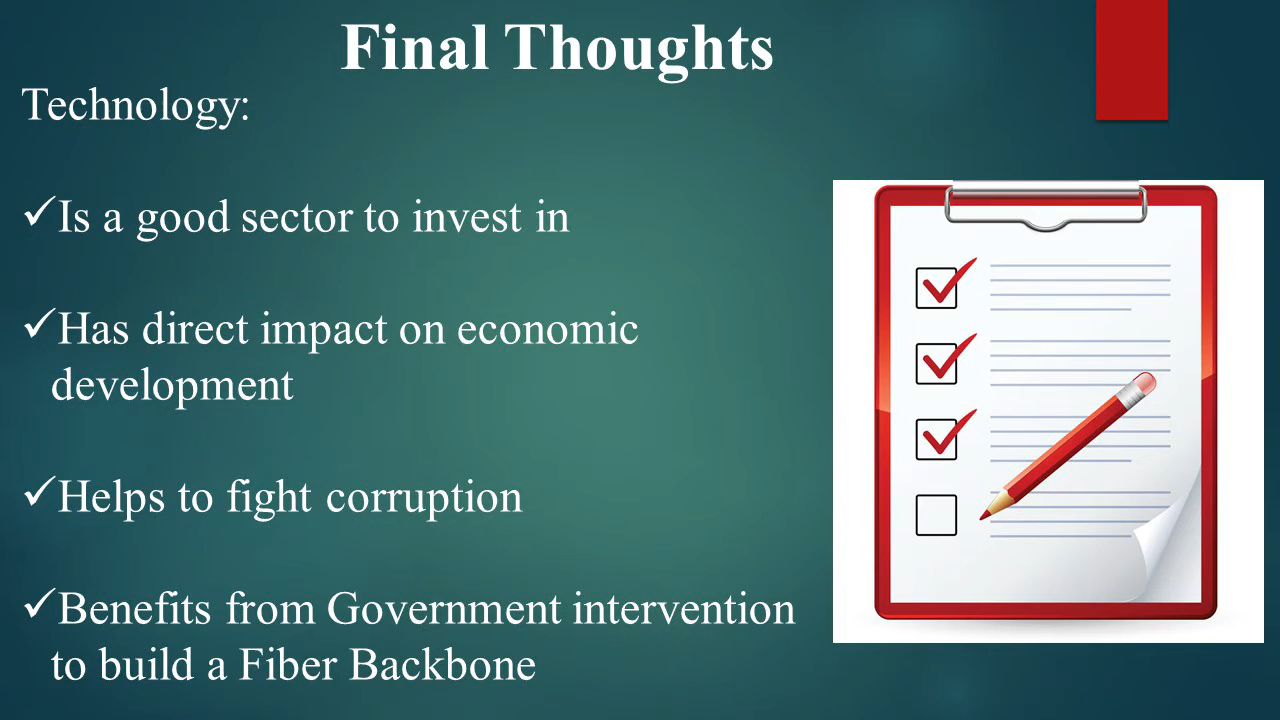 Final Thoughts
Technology:
✓Is a good sector to invest in
✓Has direct impact on economic
development
✓Helps to fight corruption
✓Benefits from Government intervention
to build a Fiber Backbone